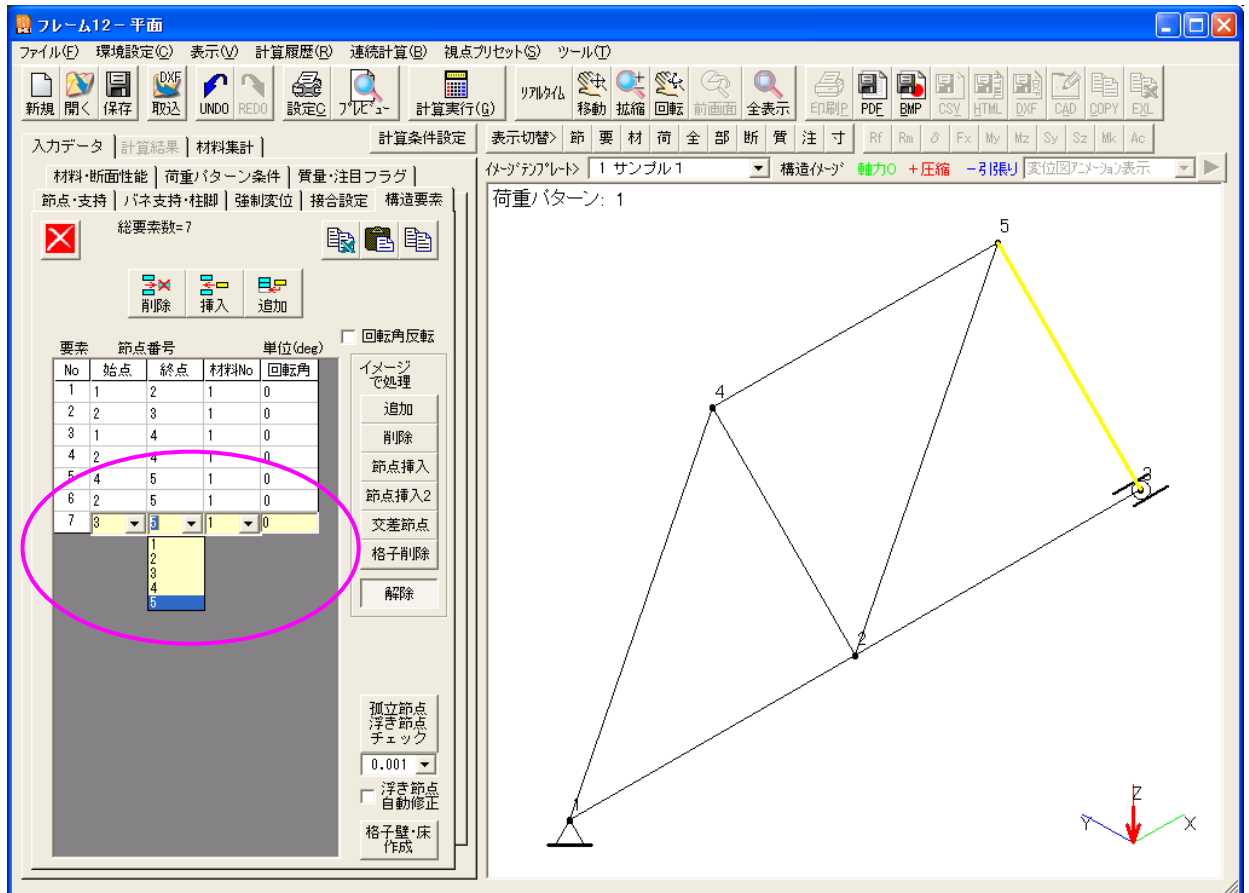 フレーム12 − 平面
ファイル(F) 環境設定(C) 表示(V) 計算履歴(R) 連続計算(B) 視点プリセット(S) ツール(T)
新規 開く 保存 取込 UNDO REDO 設定C プレビュー 計算実行(G) リアルタイム 移動 拡縮 回転 前画面 全表示 印刷P PDF BMP CSV HTML DXF CAD COPY EXL
DXF
入力データ 計算結果 材料集計 計算条件設定 表示切替> 節 要 材 荷 全 部 断 質 注 寸 Rf Rm δ Fx My Mz Sy Sz Mk Ac
イメージテンプレート> 1 サンプル1 構造イメージ 軸力0 +圧縮 −引張り 変位図アニメーション表示
材料・断面性能 荷重パターン条件 質量・注目フラグ
節点・支持 バネ支持・柱脚 強制変位 接合設定 構造要素
総要素数=7
削除 挿入 追加
回転角反転
要素 節点番号 単位(deg)
No 始点 終点 材料No 回転角
1 1 2 1 0
2 2 3 1 0
3 1 4 1 0
4 2 4 1 0
5 4 5 1 0
6 2 5 1 0
7 3 5 1 0
1
2
3
4
5
イメージ
で処理
追加
削除
節点挿入
節点挿入2
交差節点
格子削除
解除
孤立節点
浮き節点
チェック
0.001
浮き節点
自動修正
格子壁・床
作成
荷重パターン: 1
5
4
3
2
1
Z
Y X